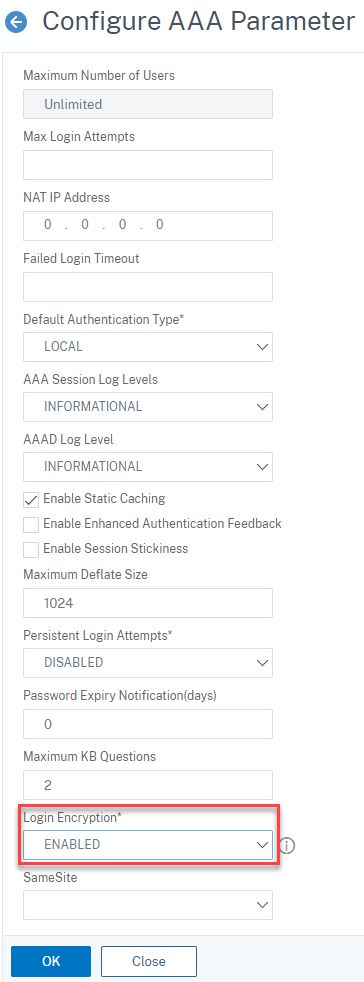 Configure AAA Parameter
Maximum Number of Users
Unlimited
Max Login Attempts
NAT IP Address
0 . 0 . 0 . 0
Failed Login Timeout
Default Authentication Type*
LOCAL
AAA Session Log Levels
INFORMATIONAL
AAAD Log Level
INFORMATIONAL
Enable Static Caching
Enable Enhanced Authentication Feedback
Enable Session Stickiness
Maximum Deflate Size
1024
Persistent Login Attempts*
DISABLED
Password Expiry Notification(days)
0
Maximum KB Questions
2
Login Encryption*
ENABLED
SameSite
OK Close